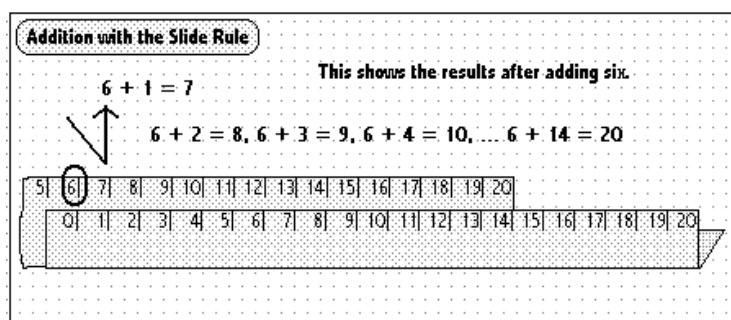 Addition with the Slide Rule
This shows the results after adding six.
6 + 1 = 7
6 + 2 = 8, 6 + 3 = 9, 6 + 4 = 10, ... 6 + 14 = 20
5| 6| 7| 8| 9| 10| 11| 12| 13| 14| 15| 16| 17| 18| 19| 20
0| 1| 2| 3| 4| 5| 6| 7| 8| 9| 10| 11| 12| 13| 14| 15| 16| 17| 18| 19| 20